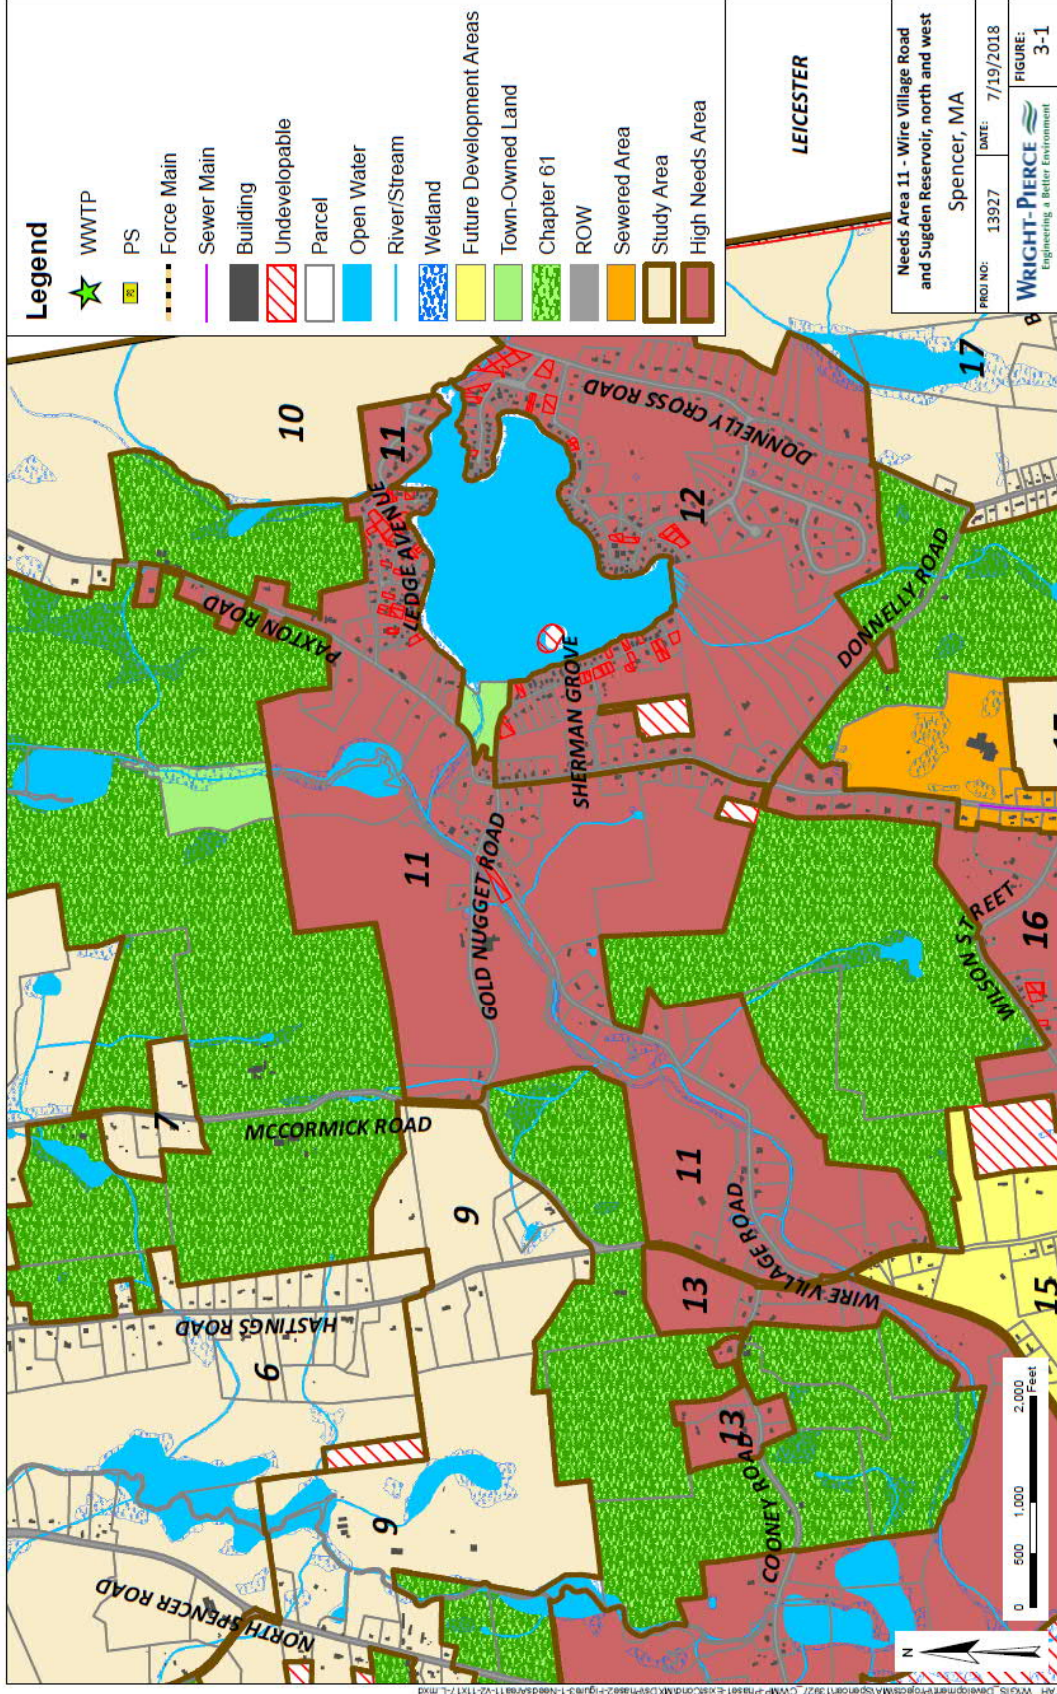 Legend
WWTP
PS
PS
Force Main
Sewer Main
Building
Undevelopable
Parcel
Open Water
River/Stream
Wetland
Future Development Areas
Town-Owned Land
Chapter 61
ROW
Sewered Area
Study Area
High Needs Area
LEICESTER
Needs Area 11 - Wire Village Road
and Sugden Reservoir, north and west
Spencer, MA
PROJ NO:
13927
DATE:
7/19/2018
WRIGHT-PIERCE
Engineering a Better Environment
FIGURE:
3-1
10
11
LEDGE AVENUE
PAXTON ROAD
DONNELLY CROSS ROAD
12
17
B
DONNELLY ROAD
SHERMAN GROVE
11
GOLD NUGGET ROAD
WILSON STREET
16
7
MCCORMICK ROAD
9
11
WIRE VILLAGE ROAD
13
15
HASTINGS ROAD
6
13
COONEY ROAD
9
NORTH SPENCER ROAD
0
500
1,000
2,000
Feet
N